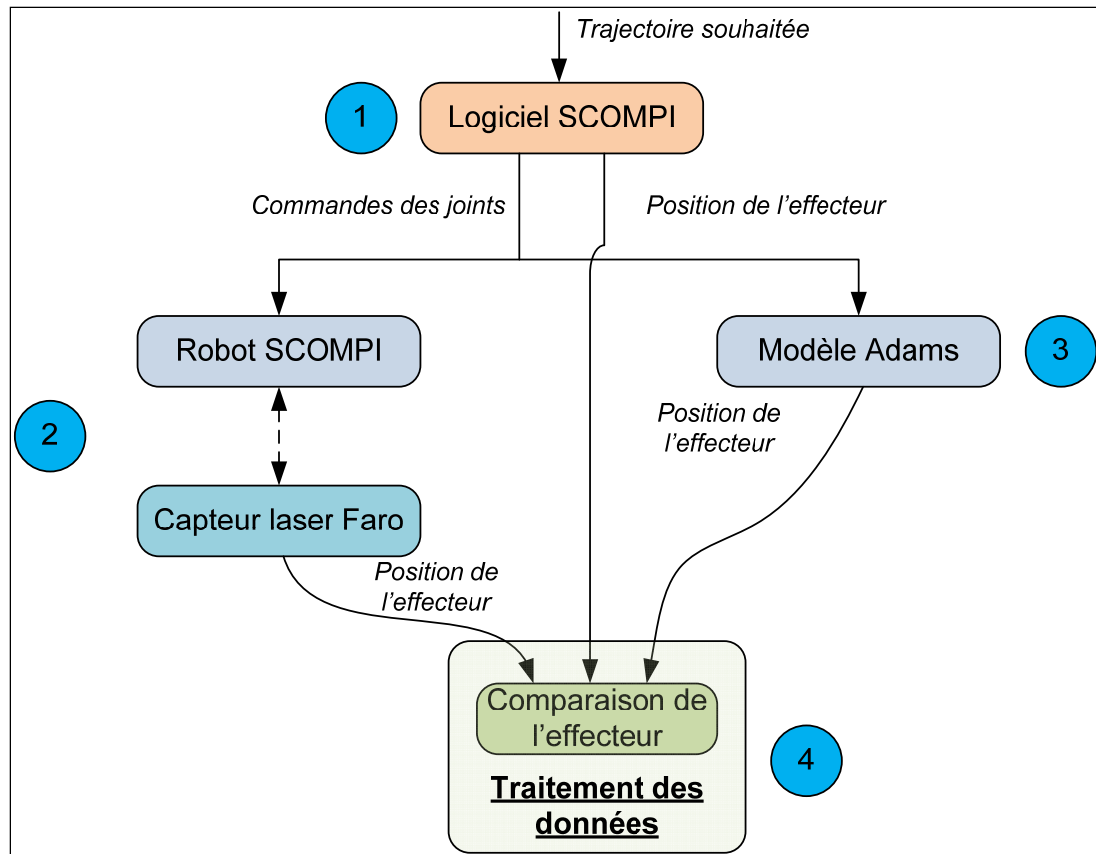 Trajectoire souhaitée
1
Logiciel SCOMPI
Commandes des joints
Position de l'effecteur
Robot SCOMPI
Modèle Adams
3
2
Position de
l'effecteur
Capteur laser Faro
Position de
l'effecteur
Comparaison de
l'effecteur
4
Traitement des
données